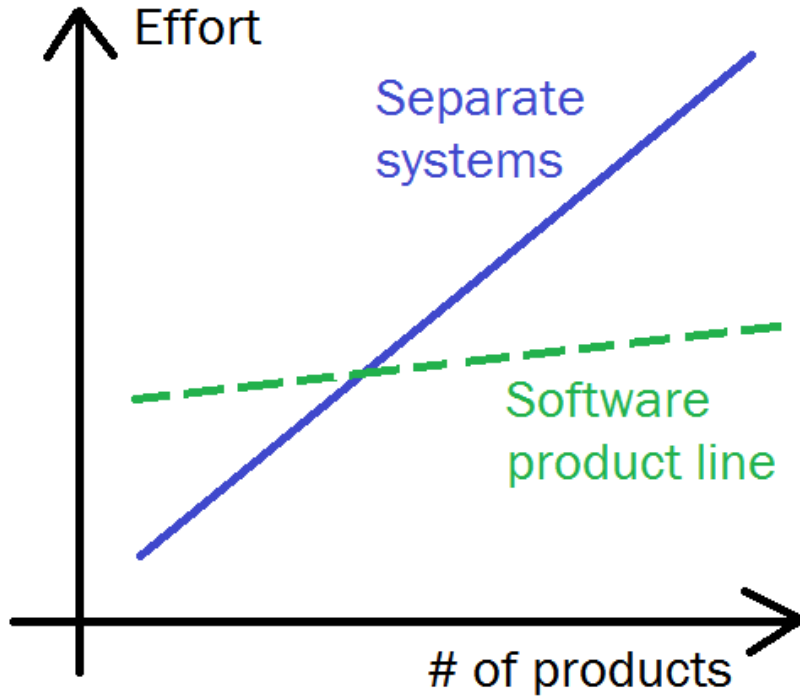 Effort
Separate
systems
Software
product line
# of products